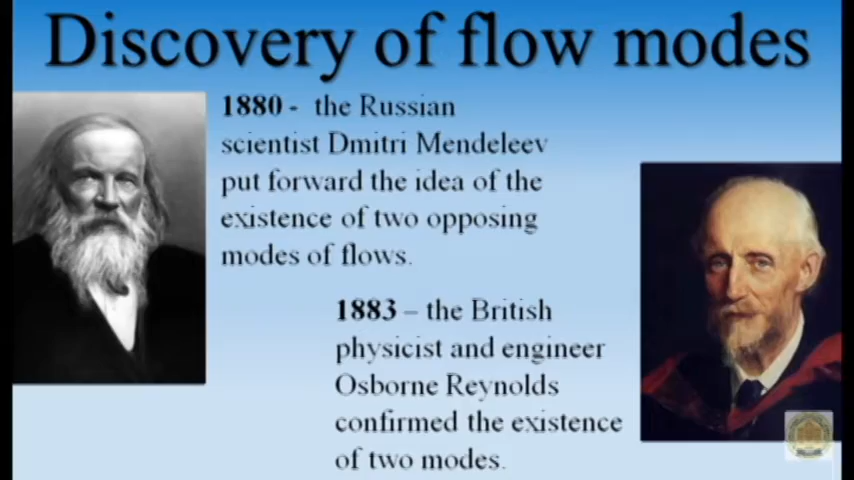 Discovery of flow modes
1880 - the Russian
scientist Dmitri Mendeleev
put forward the idea of the
existence of two opposing
modes of flows.
1883 – the British
physicist and engineer
Osborne Reynolds
confirmed the existence
of two modes.